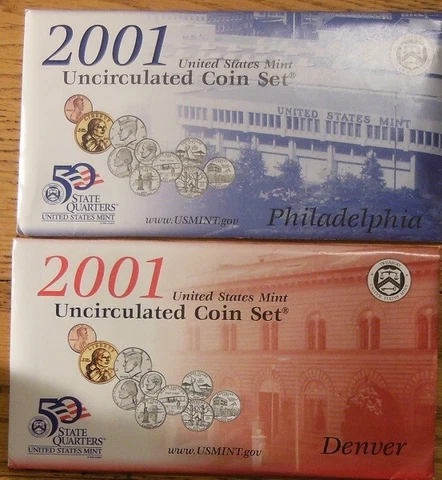 2001 United States Mint
Uncirculated Coin Set®
UNITED STATES MINT
50
STATE
QUARTERS
UNITED STATES MINT
www.USMINT.gov
Philadelphia
2001 United States Mint
Uncirculated Coin Set®
50
STATE
QUARTERS
UNITED STATES MINT
www.USMINT.gov
Denver